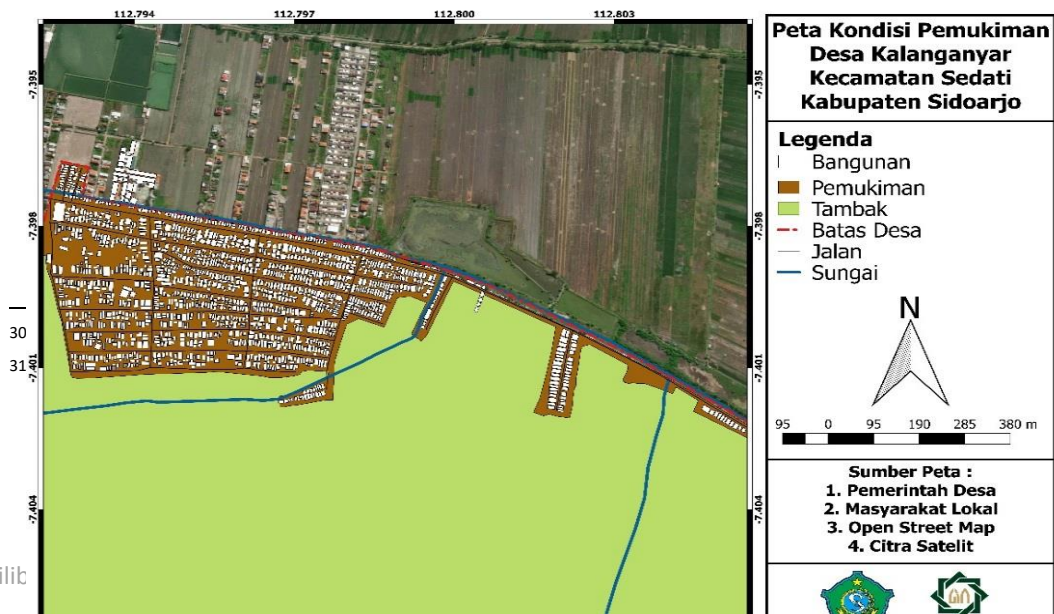 112.794 112.797 112.800 112.803
-7.395 -7.395
-7.398 -7.398
-7.401 -7.401
-7.404 -7.404
30
31
ilib
Peta Kondisi Pemukiman
Desa Kalanganyar
Kecamatan Sedati
Kabupaten Sidoarjo
Legenda
Bangunan
Pemukiman
Tambak
Batas Desa
Jalan
Sungai
N
95 0 95 190 285 380 m
Sumber Peta :
1. Pemerintah Desa
2. Masyarakat Lokal
3. Open Street Map
4. Citra Satelit